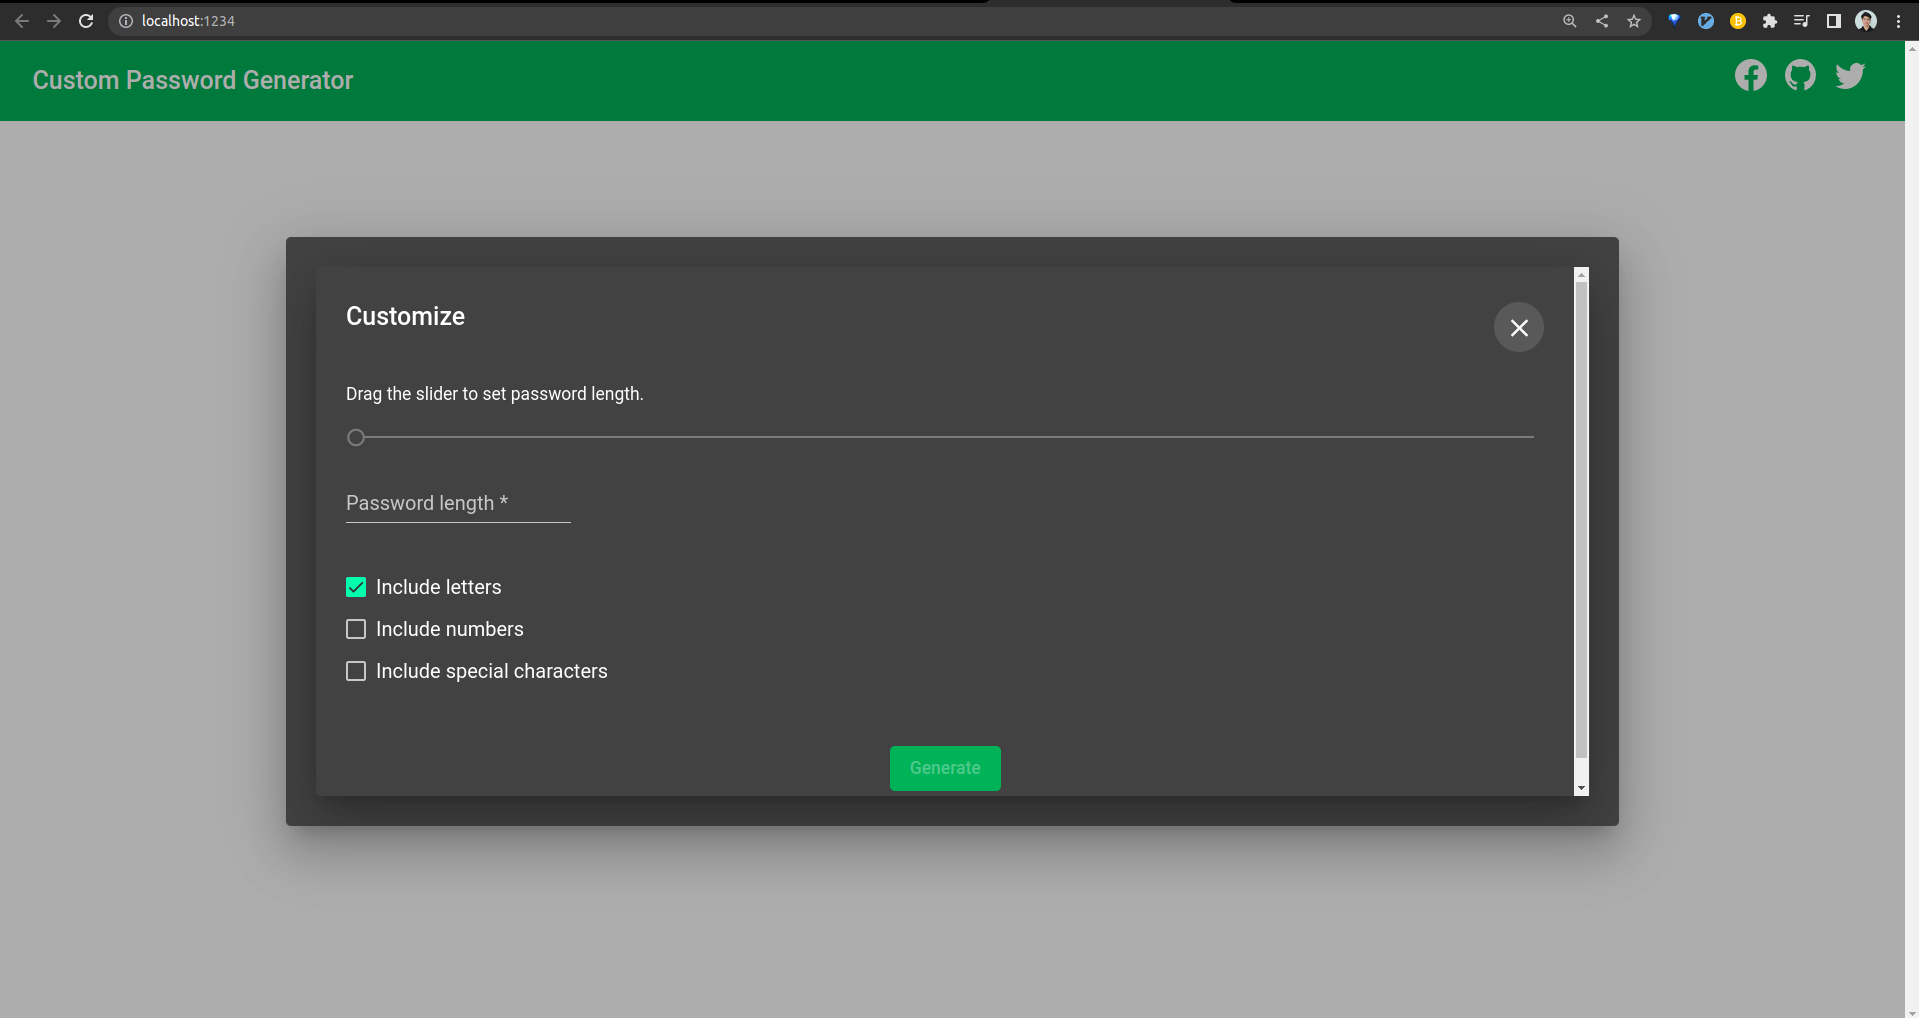 localhost:1234
Custom Password Generator
Customize
Drag the slider to set password length.
Password length *
Include letters
Include numbers
Include special characters
Generate